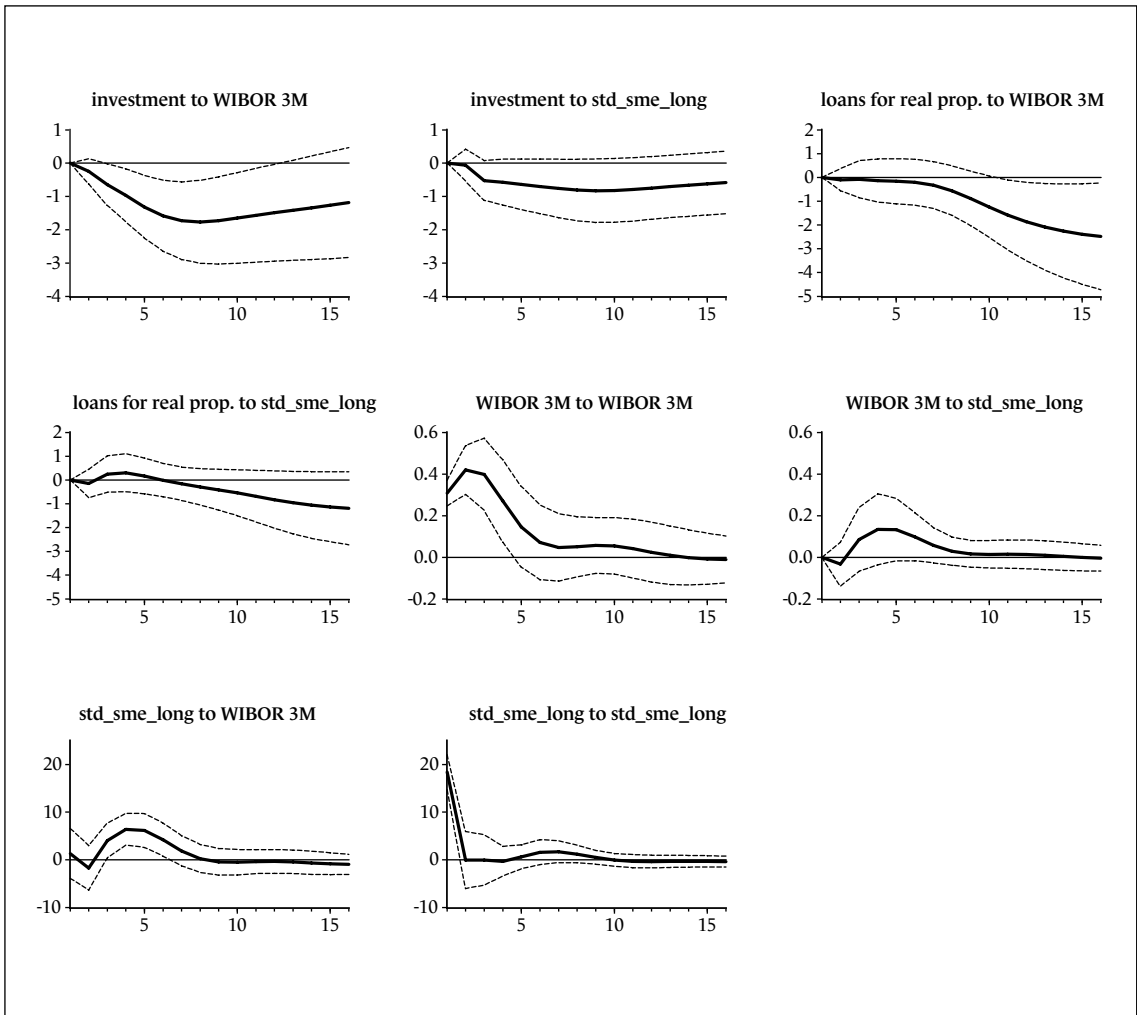 investment to WIBOR 3M
1
0
-1
-2
-3
-4
5 10 15
investment to std_sme_long
1
0
-1
-2
-3
-4
5 10 15
loans for real prop. to WIBOR 3M
2
1
0
-1
-2
-3
-4
-5
5 10 15
loans for real prop. to std_sme_long
2
1
0
-1
-2
-3
-4
-5
5 10 15
WIBOR 3M to WIBOR 3M
0.6
0.4
0.2
0.0
-0.2
5 10 15
WIBOR 3M to std_sme_long
0.6
0.4
0.2
0.0
-0.2
5 10 15
std_sme_long to WIBOR 3M
20
10
0
-10
5 10 15
std_sme_long to std_sme_long
20
10
0
-10
5 10 15